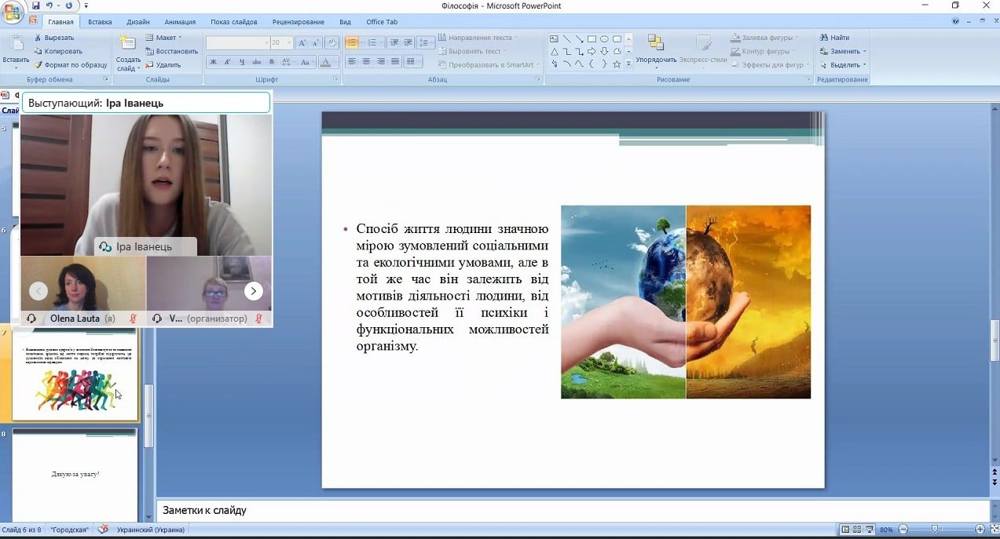 Філософія - Microsoft PowerPoint
Главная
Вставка
Дизайн
Анимация
Показ слайдов
Рецензирование
Вид
Office Tab
Вставить
Вырезать
Копировать
Формат по образцу
Буфер обмена
Создать
слайд
Макет
Восстановить
Удалить
Слайды
20
Шрифт
Направление текста
Выровнять текст
Преобразовать в SmartArt
Абзац
Упорядочить
Экспресс-стили
Заливка фигуры
Контур фигуры
Эффекты для фигур
Рисование
Найти
Заменить
Выделить
Редактирование
Выступающий: Іра Іванець
Іра Іванець
Olena Lauta (я)
V... (организатор)
5
6
7
8
Дякую за увагу!
• Спосіб життя людини значною
мірою зумовлений соціальними
та екологічними умовами, але в
той же час він залежить від
мотивів діяльності людини, від
особливостей її психіки і
функціональних можливостей
організму.
Заметки к слайду
Слайд 6 из 8
"Городская"
Украинский (Украина)
80%